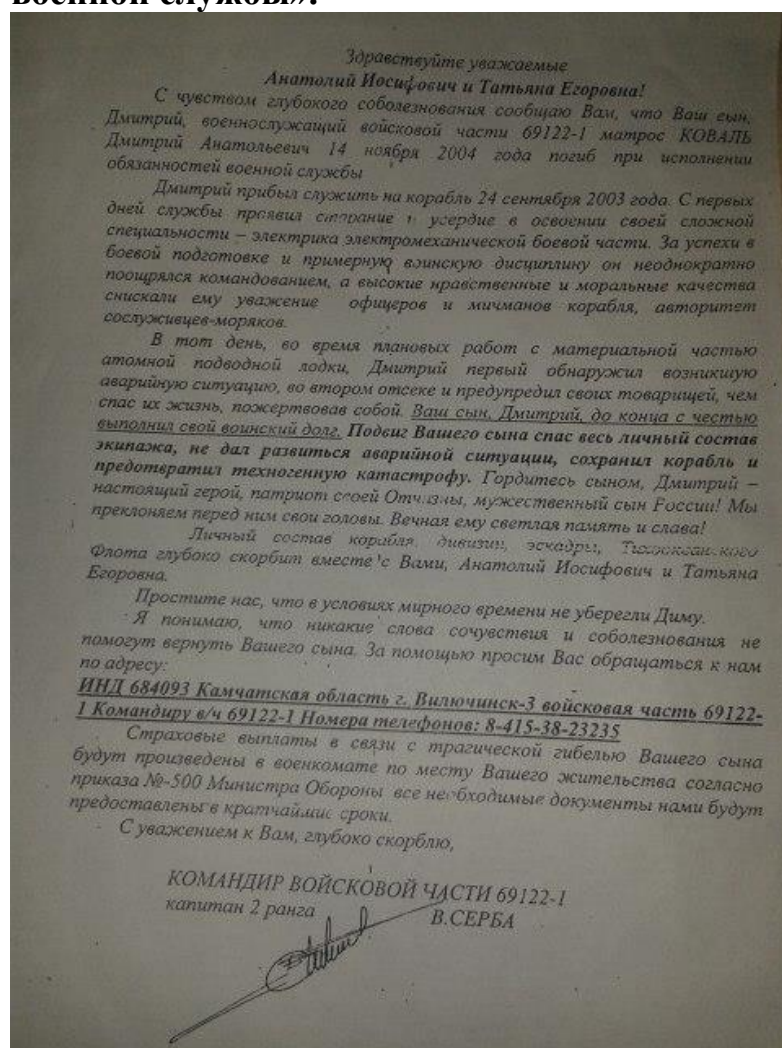 военной службы».
Здравствуйте уважаемые
Анатолий Иосифович и Татьяна Егоровна!
С чувством глубокого соболезнования сообщаю Вам, что Ваш сын,
Дмитрий, военнослужащий войсковой части 69122-1 матрос КОВАЛЬ
Дмитрий Анатольевич 14 ноября 2004 года погиб при исполнении
обязанностей военной службы
Дмитрий прибыл служить на корабль 24 сентября 2003 года. С первых
дней службы проявил старание и усердие в освоении своей сложной
специальности – электрика электромеханической боевой части. За успехи в
боевой подготовке и примерную воинскую дисциплину он неоднократно
поощрялся командованием, а высокие нравственные и моральные качества
снискали ему уважение офицеров и мичманов корабля, авторитет
сослуживцев-моряков.
В тот день, во время плановых работ с материальной частью
атомной подводной лодки, Дмитрий первый обнаружил возникшую
аварийную ситуацию, во втором отсеке и предупредил своих товарищей, чем
спас их жизнь, пожертвовав собой. Ваш сын, Дмитрий, до конца с честью
выполнил свой воинский долг. Подвиг Вашего сына спас весь личный состав
экипажа, не дал развиться аварийной ситуации, сохранил корабль и
предотвратил техногенную катастрофу. Гордитесь сыном, Дмитрий –
настоящий герой, патриот своей Отчизны, мужественный сын России! Мы
преклоняем перед ним свои головы. Вечная ему светлая память и слава!
Личный состав корабля, дивизии, эскадры, Тихоокеанского
Флота глубоко скорбит вместе с Вами, Анатолий Иосифович и Татьяна
Егоровна.
Простите нас, что в условиях мирного времени не уберегли Диму.
Я понимаю, что никакие слова сочувствия и соболезнования не
помогут вернуть Вашего сына. За помощью просим Вас обращаться к нам
по адресу:
ИНД 684093 Камчатская область г. Вилючинск-3 войсковая часть 69122-
1 Командиру в/ч 69122-1 Номера телефонов: 8-415-38-23235
Страховые выплаты в связи с трагической гибелью Вашего сына
будут произведены в военкомате по месту Вашего жительства согласно
приказа №-500 Министра Обороны все необходимые документы нами будут
предоставлены в кратчайшие сроки.
С уважением к Вам, глубоко скорблю,
КОМАНДИР ВОЙСКОВОЙ ЧАСТИ 69122-1
капитан 2 ранга В.СЕРБА